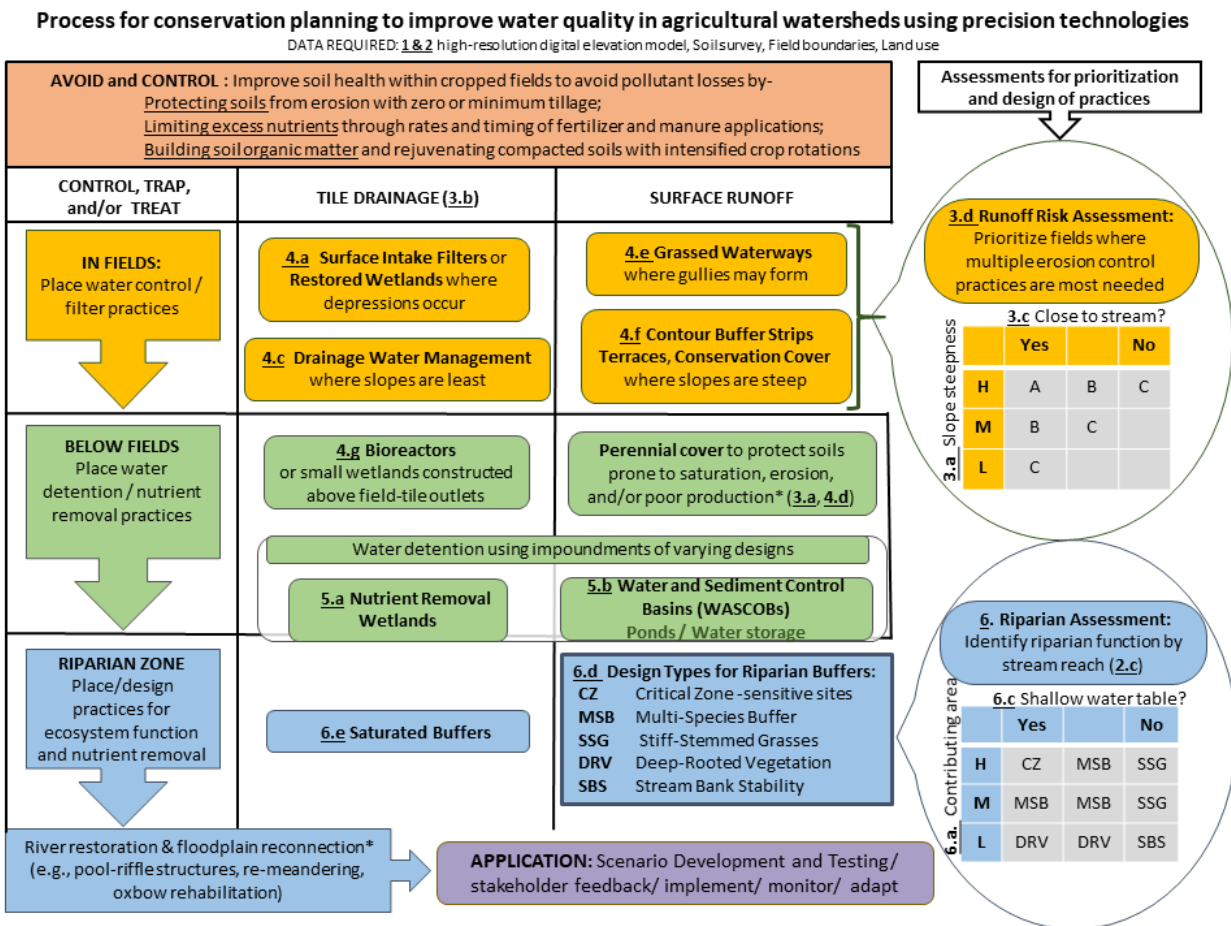 Process for conservation planning to improve water quality in agricultural watersheds using precision technologies
DATA REQUIRED: 1 & 2 high-resolution digital elevation model, Soil survey, Field boundaries, Land use
AVOID and CONTROL : Improve soil health within cropped fields to avoid pollutant losses by-
Protecting soils from erosion with zero or minimum tillage;
Limiting excess nutrients through rates and timing of fertilizer and manure applications;
Building soil organic matter and rejuvenating compacted soils with intensified crop rotations
Assessments for prioritization
and design of practices
CONTROL, TRAP,
and/or TREAT
TILE DRAINAGE (3.b)
SURFACE RUNOFF
IN FIELDS:
Place water control /
filter practices
4.a Surface Intake Filters or
Restored Wetlands where
depressions occur
4.c Drainage Water Management
where slopes are least
4.e Grassed Waterways
where gullies may form
4.f Contour Buffer Strips
Terraces, Conservation Cover
where slopes are steep
3.d Runoff Risk Assessment:
Prioritize fields where
multiple erosion control
practices are most needed
3.c Close to stream?
3.a Slope steepness
Yes No
H A B C
M B C
L C
BELOW FIELDS
Place water
detention / nutrient
removal practices
4.g Bioreactors
or small wetlands constructed
above field-tile outlets
Perennial cover to protect soils
prone to saturation, erosion,
and/or poor production* (3.a, 4.d)
Water detention using impoundments of varying designs
5.a Nutrient Removal
Wetlands
5.b Water and Sediment Control
Basins (WASCOBs)
Ponds / Water storage
RIPARIAN ZONE
Place/design
practices for
ecosystem function
and nutrient removal
6.e Saturated Buffers
6.d Design Types for Riparian Buffers:
CZ Critical Zone -sensitive sites
MSB Multi-Species Buffer
SSG Stiff-Stemmed Grasses
DRV Deep-Rooted Vegetation
SBS Stream Bank Stability
6. Riparian Assessment:
Identify riparian function by
stream reach (2.c)
6.c Shallow water table?
6.a. Contributing area
Yes No
H CZ MSB SSG
M MSB MSB SSG
L DRV DRV SBS
River restoration & floodplain reconnection*
(e.g., pool-riffle structures, re-meandering,
oxbow rehabilitation)
APPLICATION: Scenario Development and Testing/
stakeholder feedback/ implement/ monitor/ adapt